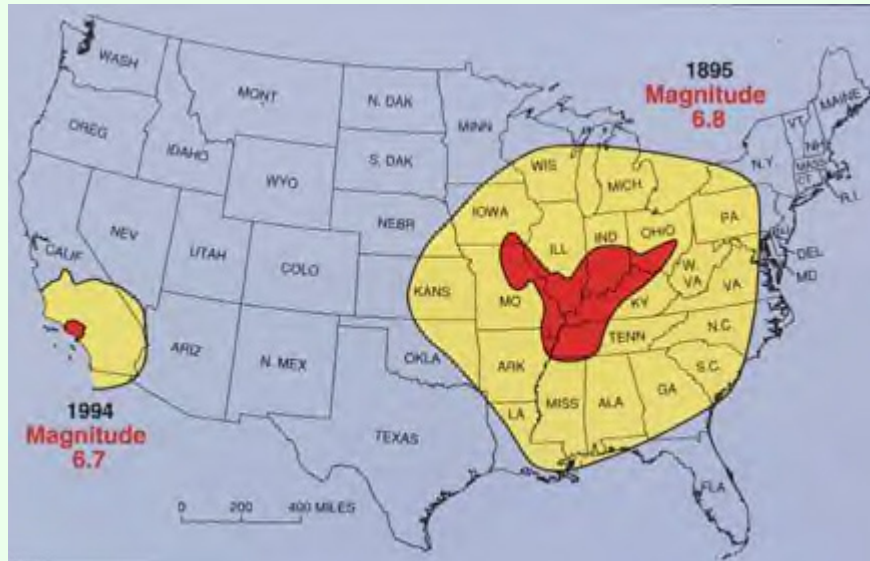 WASH
OREG
IDAHO
MONT
N. DAK
S. DAK
MINN
WIS
MICH.
1895
Magnitude
6.8
MAINE
VT.
NH
MASS
CT.
R.I.
N.Y.
WYO
NEBR
IOWA
ILL
IND
OHIO
PA
NJ
DEL
MD
NEV
UTAH
COLO
CALIF
KANS
MO
KY
W.
VA
VA
ARIZ
N. MEX
OKLA
ARK
TENN
N.C.
S.C.
MISS
ALA
GA
LA
TEXAS
FLA
1994
Magnitude
6.7
0 200 400 MILES